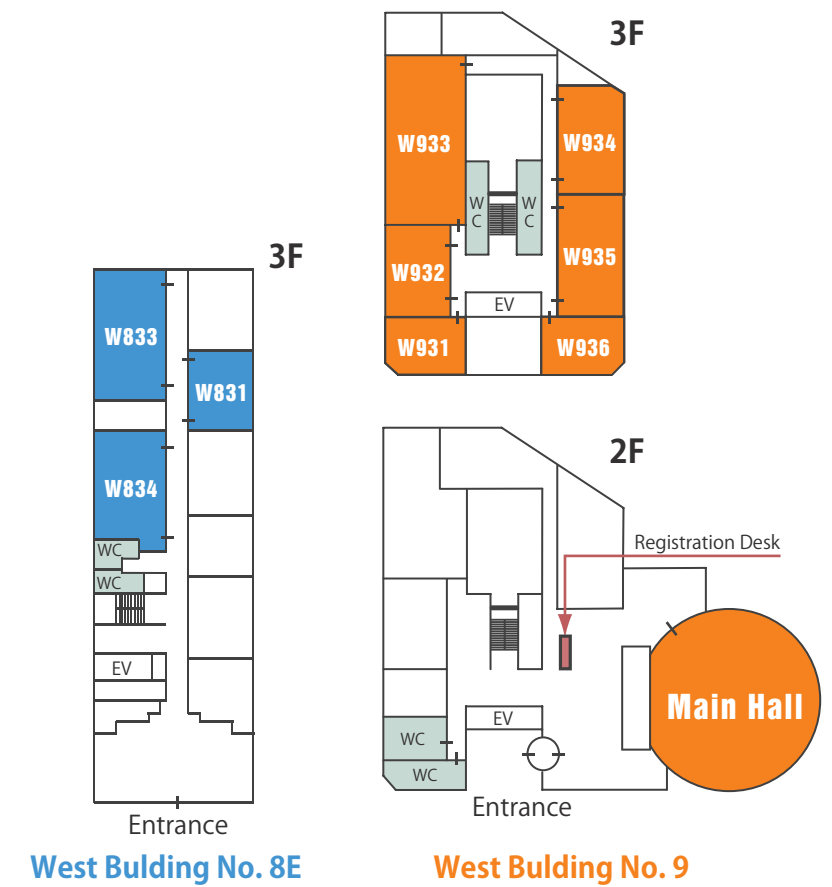 3F
W933
W934
W
C
W
C
W935
W932
EV
W931
W936
3F
W833
W831
W834
WC
WC
EV
Entrance
West Bulding No. 8E
2F
Registration Desk
Main Hall
EV
WC
WC
Entrance
West Bulding No. 9